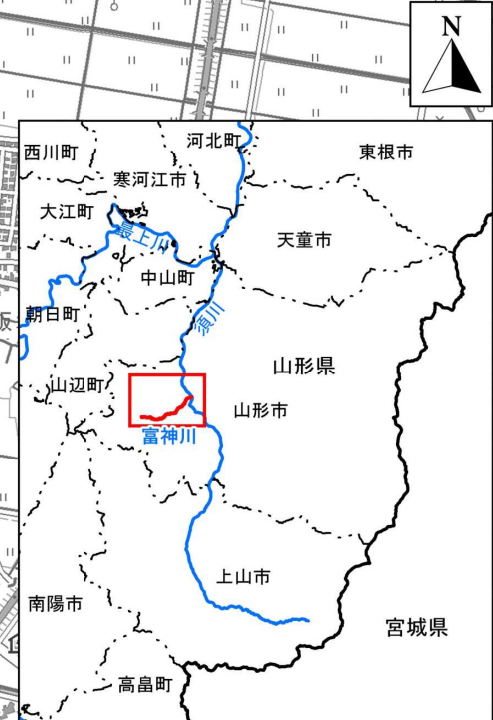 N
河北町
西川町
東根市
寒河江市
大江町
最上川
天童市
中山町
朝日町
須川
山形県
山辺町
山形市
富神川
上山市
南陽市
宮城県
高畠町